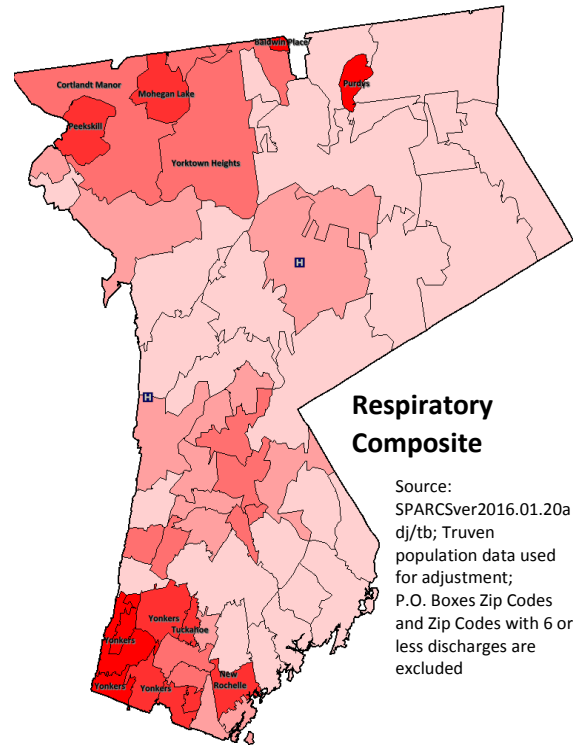 Baldwin Place
Purdys
Cortlandt Manor
Mohegan Lake
Peekskill
Yorktown Heights
H
H
Respiratory
Composite
Source:
SPARCSver2016.01.20a
dj/tb; Truven
population data used
for adjustment;
P.O. Boxes Zip Codes
and Zip Codes with 6 or
less discharges are
excluded
Yonkers
Tuckahoe
Yonkers
New
Rochelle
Yonkers
Yonkers